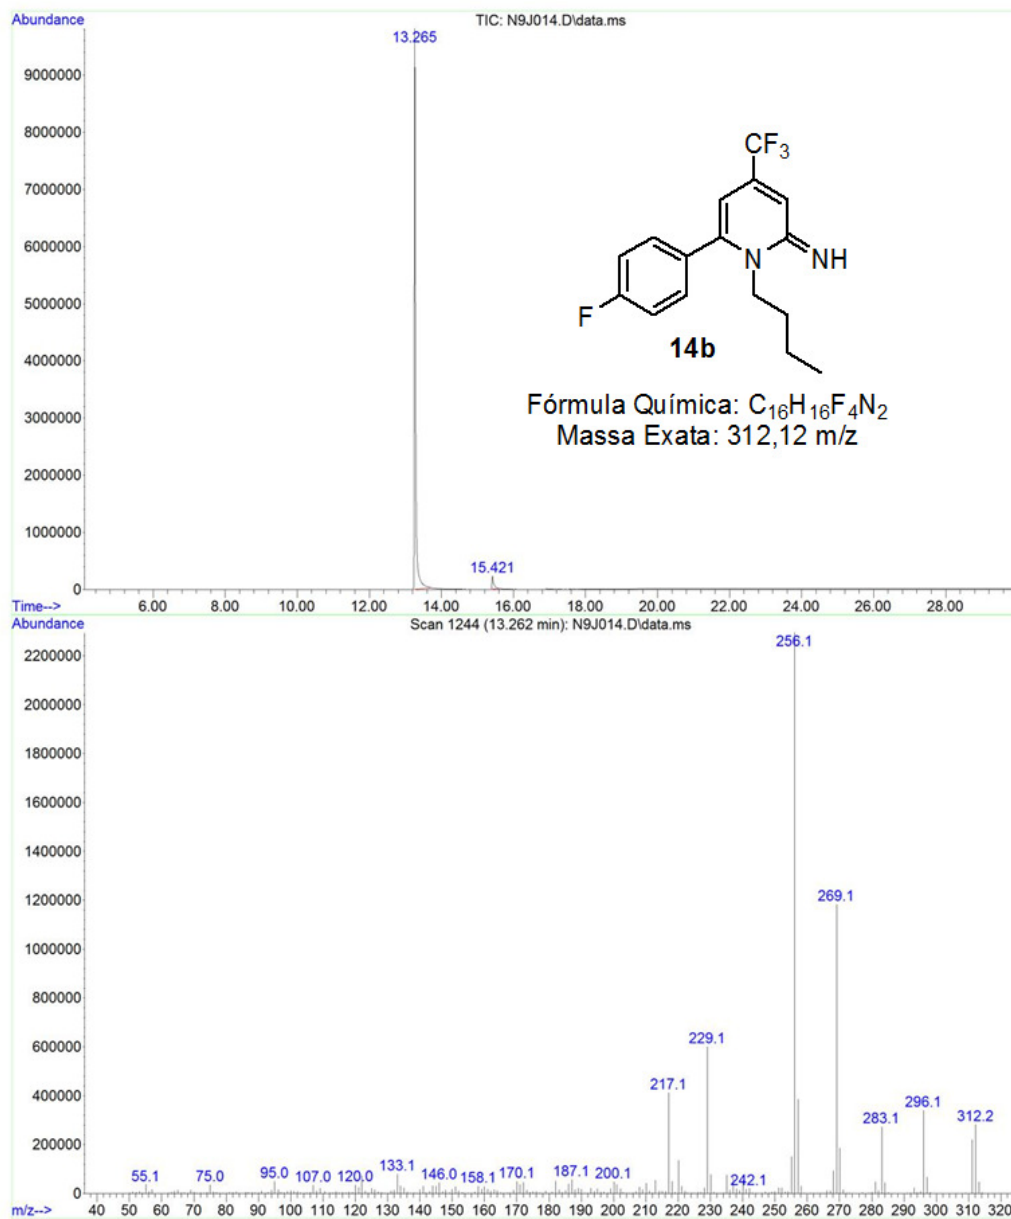 Abundance
TIC: N9J014.D\data.ms
13.265
9000000
8000000
7000000
6000000
5000000
4000000
3000000
2000000
1000000
0
15.421
CF3
N
NH
F
14b
Fórmula Química: C16H16F4N2
Massa Exata: 312,12 m/z
6.00 8.00 10.00 12.00 14.00 16.00 18.00 20.00 22.00 24.00 26.00 28.00
Time-->
Abundance
Scan 1244 (13.262 min): N9J014.D\data.ms
256.1
2200000
2000000
1800000
1600000
1400000
1200000
1000000
800000
600000
400000
200000
0
269.1
229.1
217.1
296.1
312.2
283.1
55.1 75.0 95.0 107.0 120.0 133.1 146.0 158.1 170.1 187.1 200.1 242.1
40 50 60 70 80 90 100 110 120 130 140 150 160 170 180 190 200 210 220 230 240 250 260 270 280 290 300 310 320
m/z-->